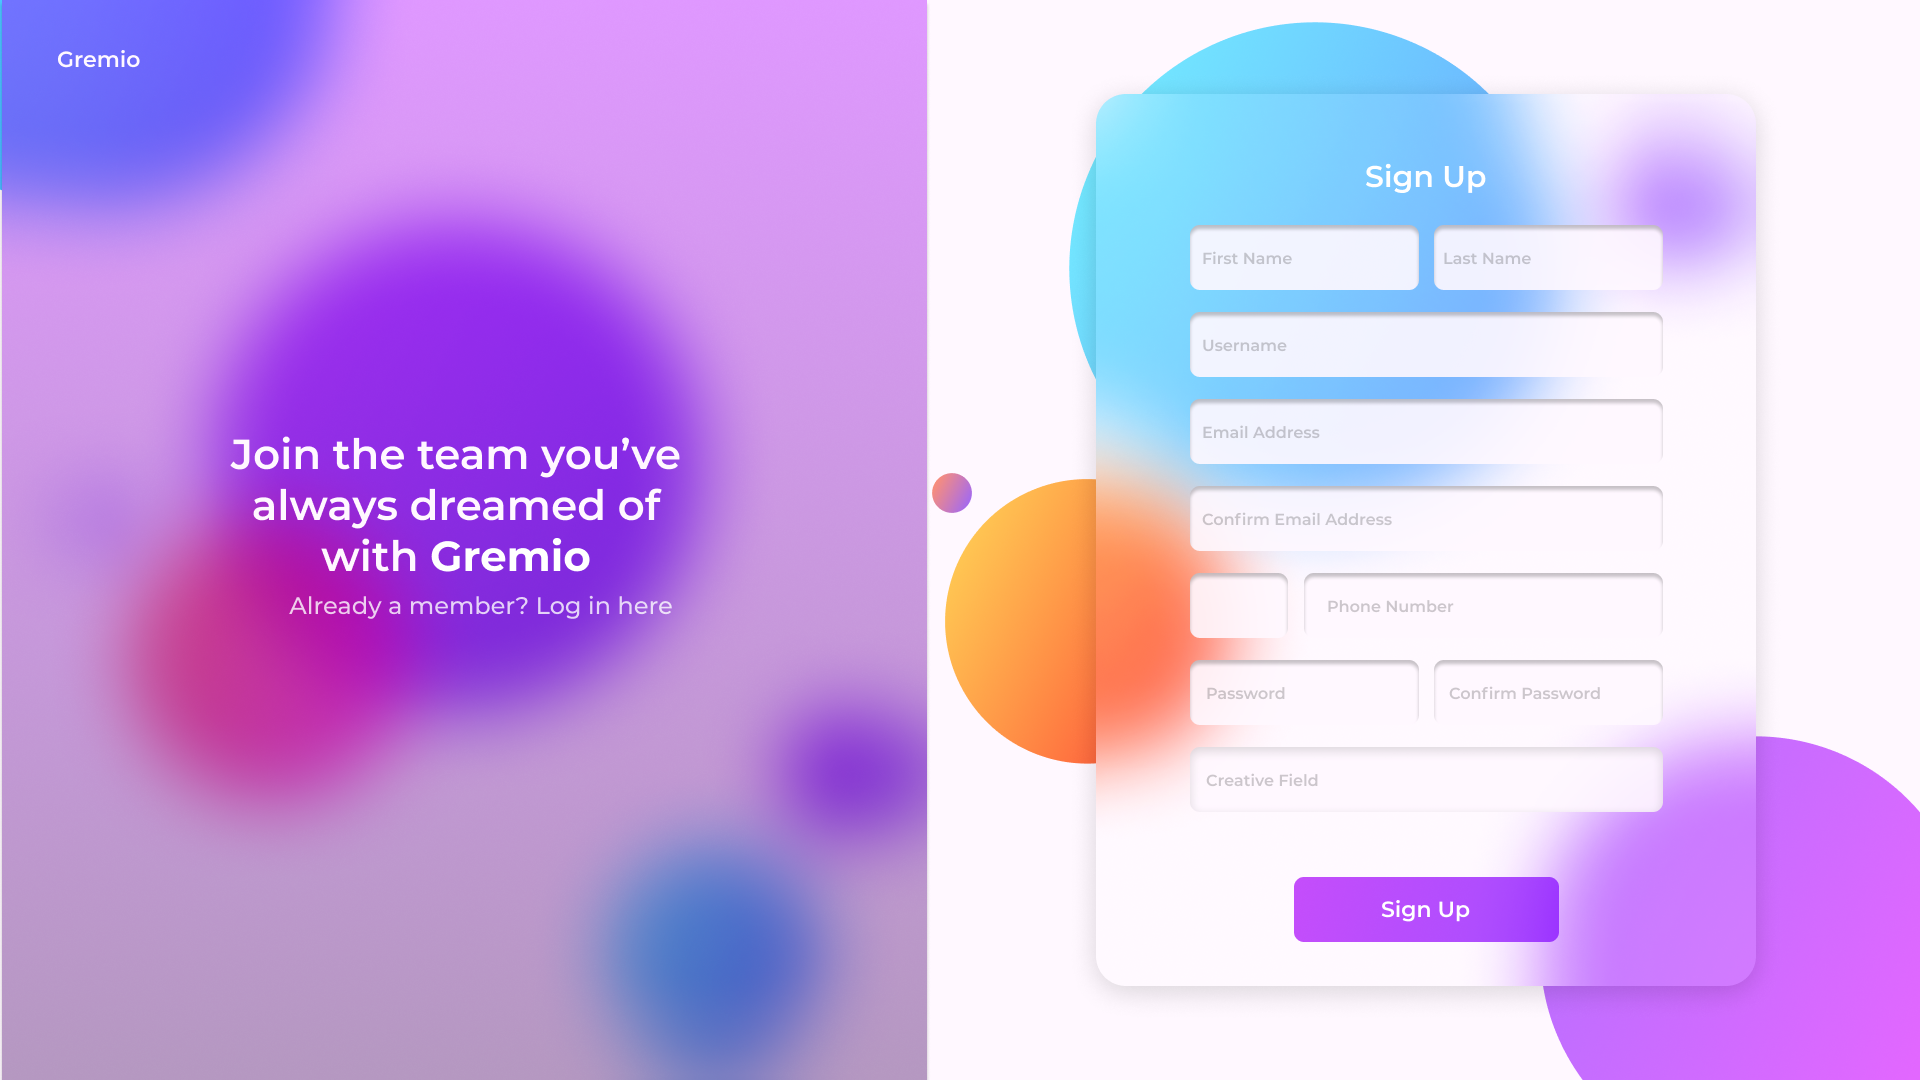 Gremio
Join the team you’ve
always dreamed of
with Gremio
Already a member? Log in here
Sign Up
First Name
Last Name
Username
Email Address
Confirm Email Address
Phone Number
Password
Confirm Password
Creative Field
Sign Up